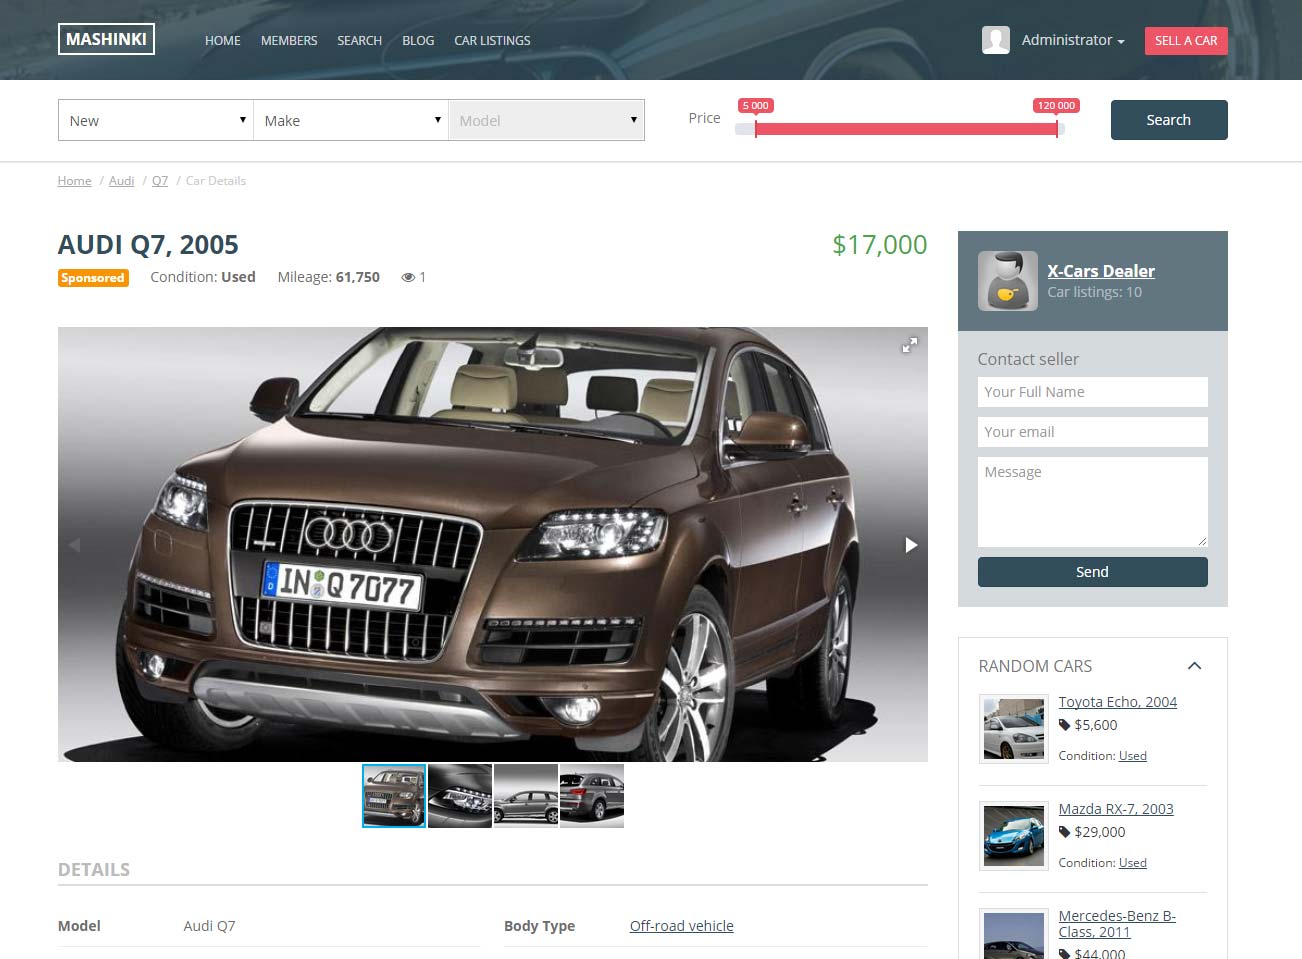 MASHINKI
HOME MEMBERS SEARCH BLOG CAR LISTINGS
Administrator
SELL A CAR
New
Make
Model
Price
5 000
120 000
Search
Home / Audi / Q7 / Car Details
AUDI Q7, 2005
$17,000
Sponsored Condition: Used Mileage: 61,750 1
IN Q 7077
D
DETAILS
Model Audi Q7
Body Type Off-road vehicle
X-Cars Dealer
Car listings: 10
Contact seller
Your Full Name
Your email
Message
Send
RANDOM CARS
Toyota Echo, 2004
$5,600
Condition: Used
Mazda RX-7, 2003
$29,000
Condition: Used
Mercedes-Benz B-
Class, 2011
$44,000